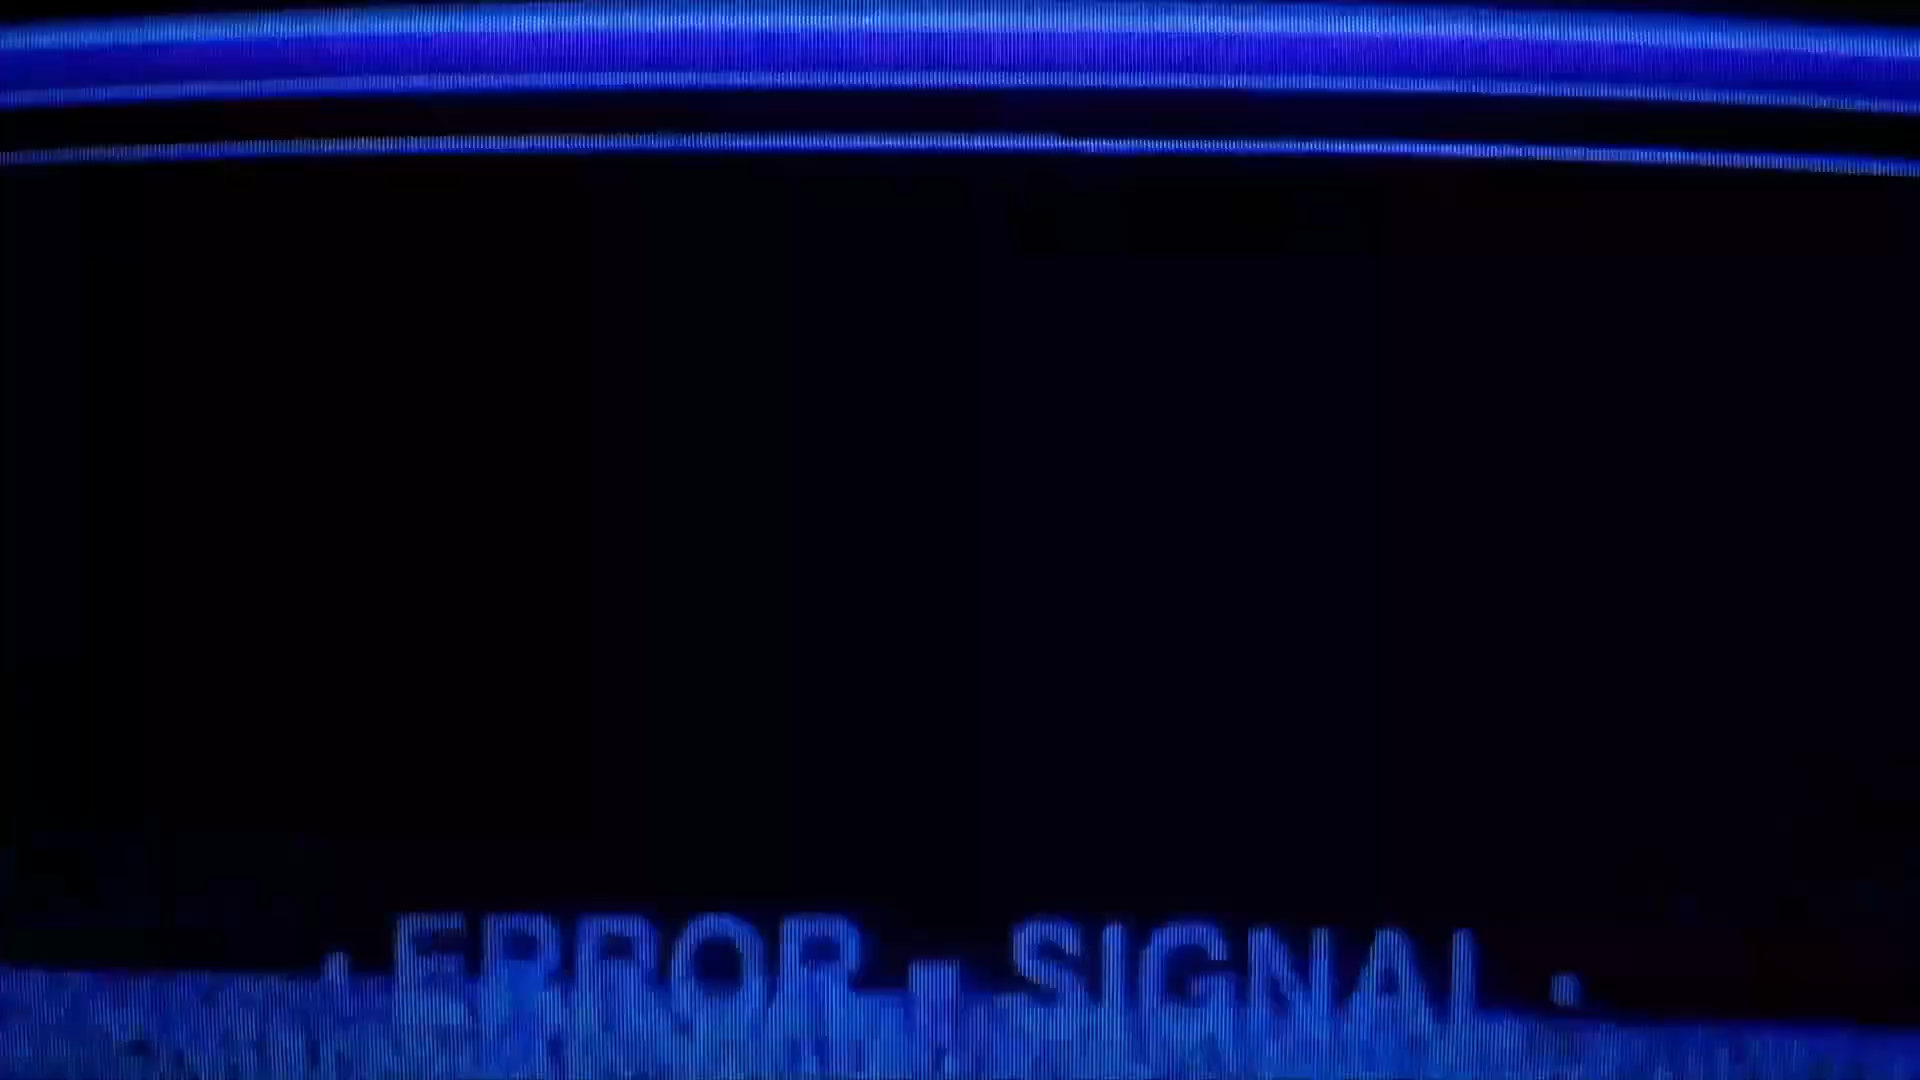 . ERROR - SIGNAL .